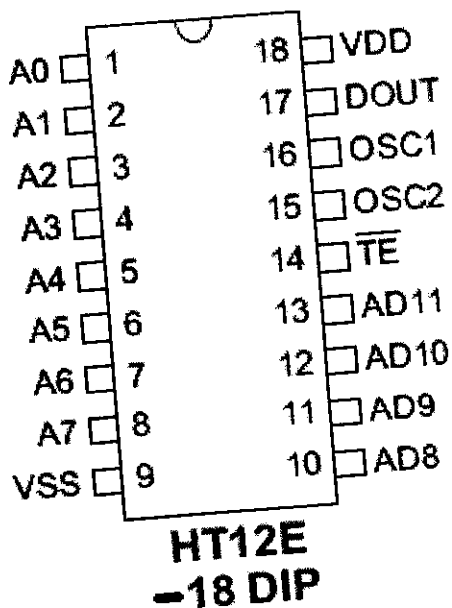 A0 1 18 VDD
A1 2 17 DOUT
A2 3 16 OSC1
A3 4 15 OSC2
A4 5 14 TE
A5 6 13 AD11
A6 7 12 AD10
A7 8 11 AD9
VSS 9 10 AD8
HT12E
–18 DIP